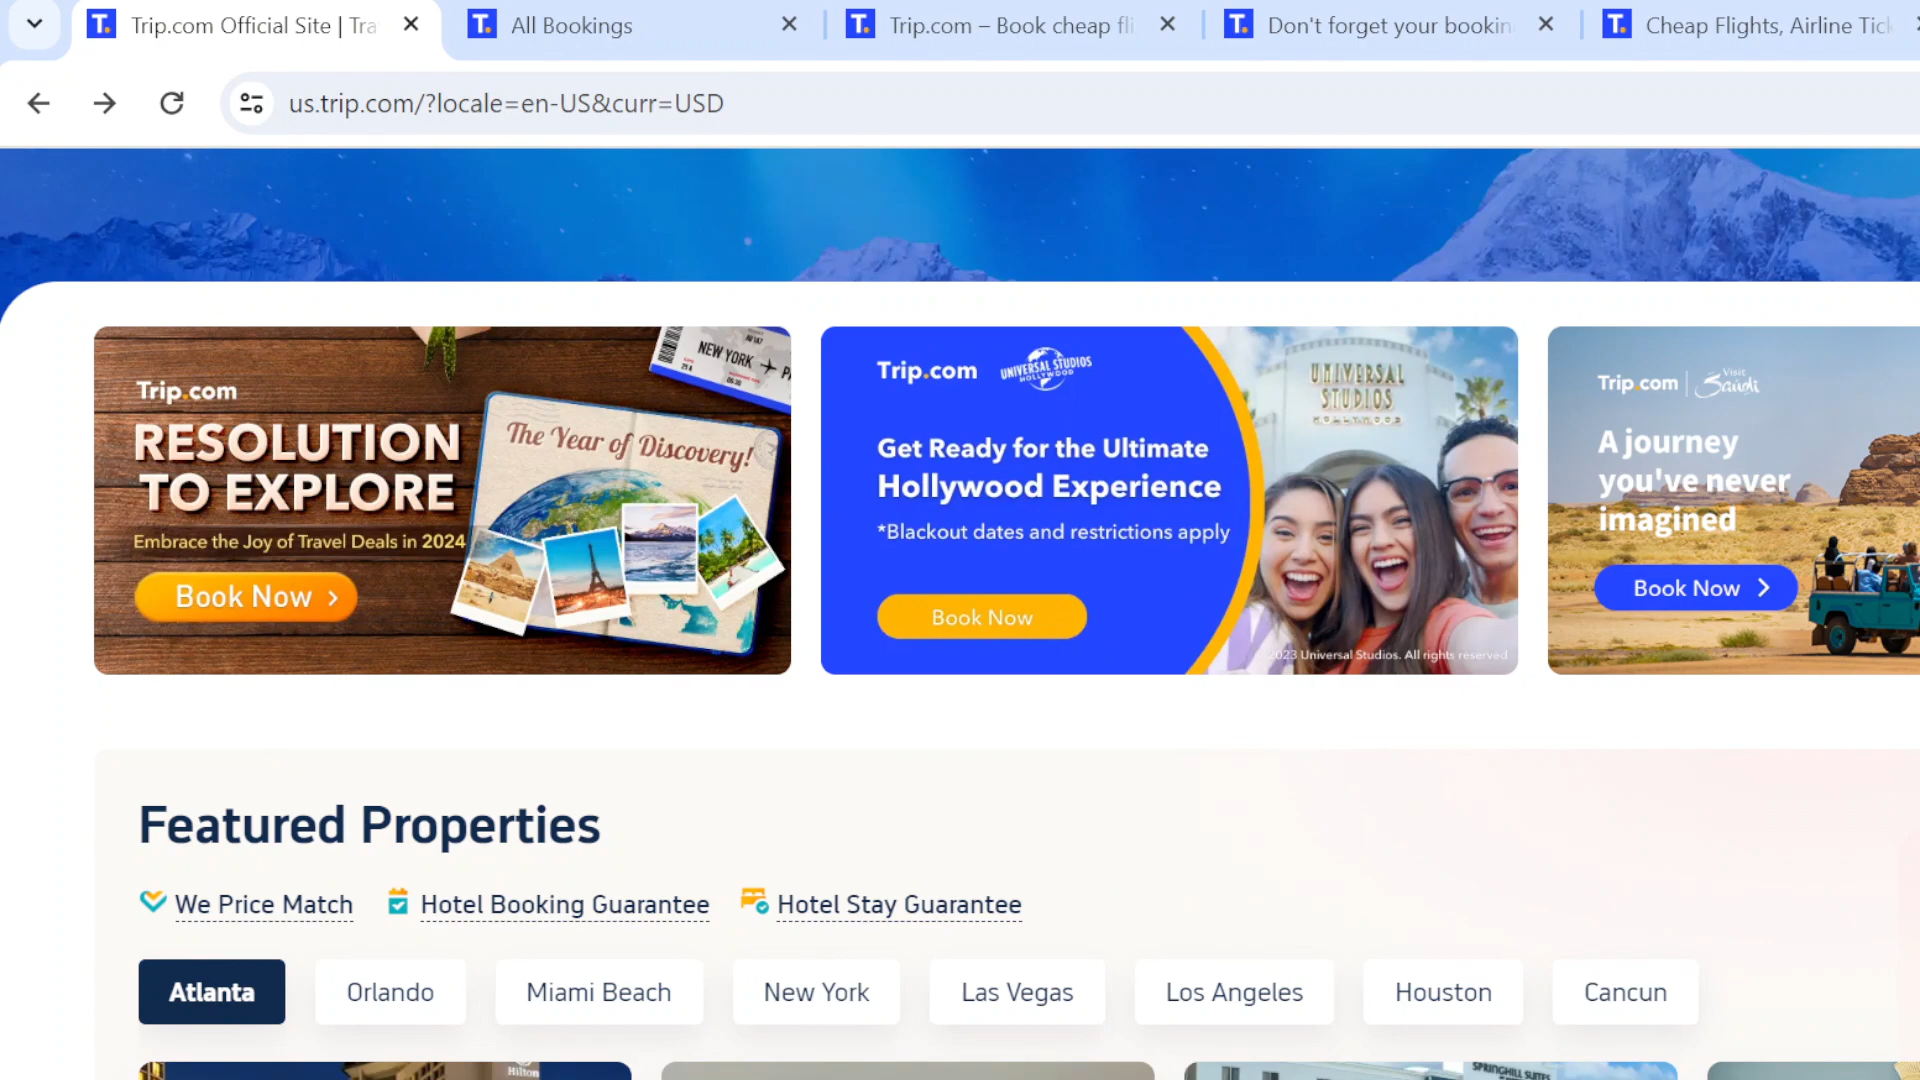 Trip.com Official Site | Tra
All Bookings
Trip.com – Book cheap fli
Don't forget your bookin
Cheap Flights, Airline Tick
us.trip.com/?locale=en-US&curr=USD
Trip.com
RESOLUTION
TO EXPLORE
Embrace the Joy of Travel Deals in 2024
Book Now
NEW YORK
The Year of Discovery!
Trip.com
UNIVERSAL STUDIOS
HOLLYWOOD
Get Ready for the Ultimate
Hollywood Experience
*Blackout dates and restrictions apply
Book Now
UNIVERSAL
STUDIOS
HOLLYWOOD
2023 Universal Studios. All rights reserved
Trip.com | Visit Saudi
A journey
you've never
imagined
Book Now
Featured Properties
We Price Match
Hotel Booking Guarantee
Hotel Stay Guarantee
Atlanta
Orlando
Miami Beach
New York
Las Vegas
Los Angeles
Houston
Cancun
Hilton
SPRINGHILL SUITES